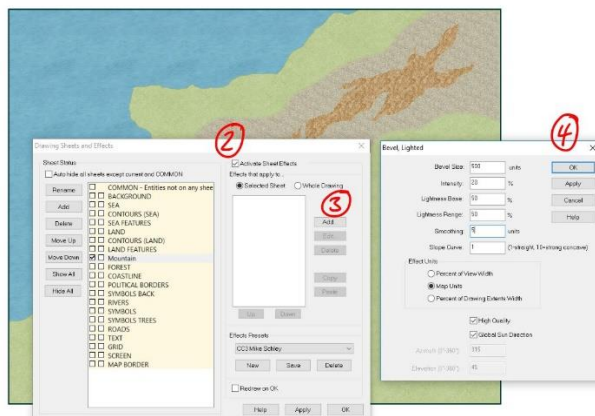 2
4
Drawing Sheets and Effects
Sheet Status
Auto hide all sheets except current and COMMON
Rename
Add
Delete
Move Up
Move Down
Show All
Hide All
COMMON - Entities not on any shee
BACKGROUND
SEA
CONTOURS (SEA)
SEA FEATURES
LAND
CONTOURS (LAND)
LAND FEATURES
Mountain
FOREST
COASTLINE
POLITICAL BORDERS
SYMBOLS BACK
RIVERS
SYMBOLS
SYMBOLS TREES
ROADS
TEXT
GRID
SCREEN
MAP BORDER
Activate Sheet Effects
Effects that apply to...
Selected Sheet
Whole Drawing
3
Add
Edit
Delete
Copy
Paste
Up
Down
Effects Presets
CC3 Mike Schley
New
Save
Delete
Redraw on OK
Help
Apply
OK
Bevel, Lighted
Bevel Size: 500 units
Intensity: 20 %
Lightness Base: 50 %
Lightness Range: 50 %
Smoothing: 5 units
Slope Curve: 1 (1=straight, 10=strong concave)
OK
Apply
Cancel
Help
Effect Units
Percent of View Width
Map Units
Percent of Drawing Extents Width
High Quality
Global Sun Direction
Azimuth (0°-360°): 315
45